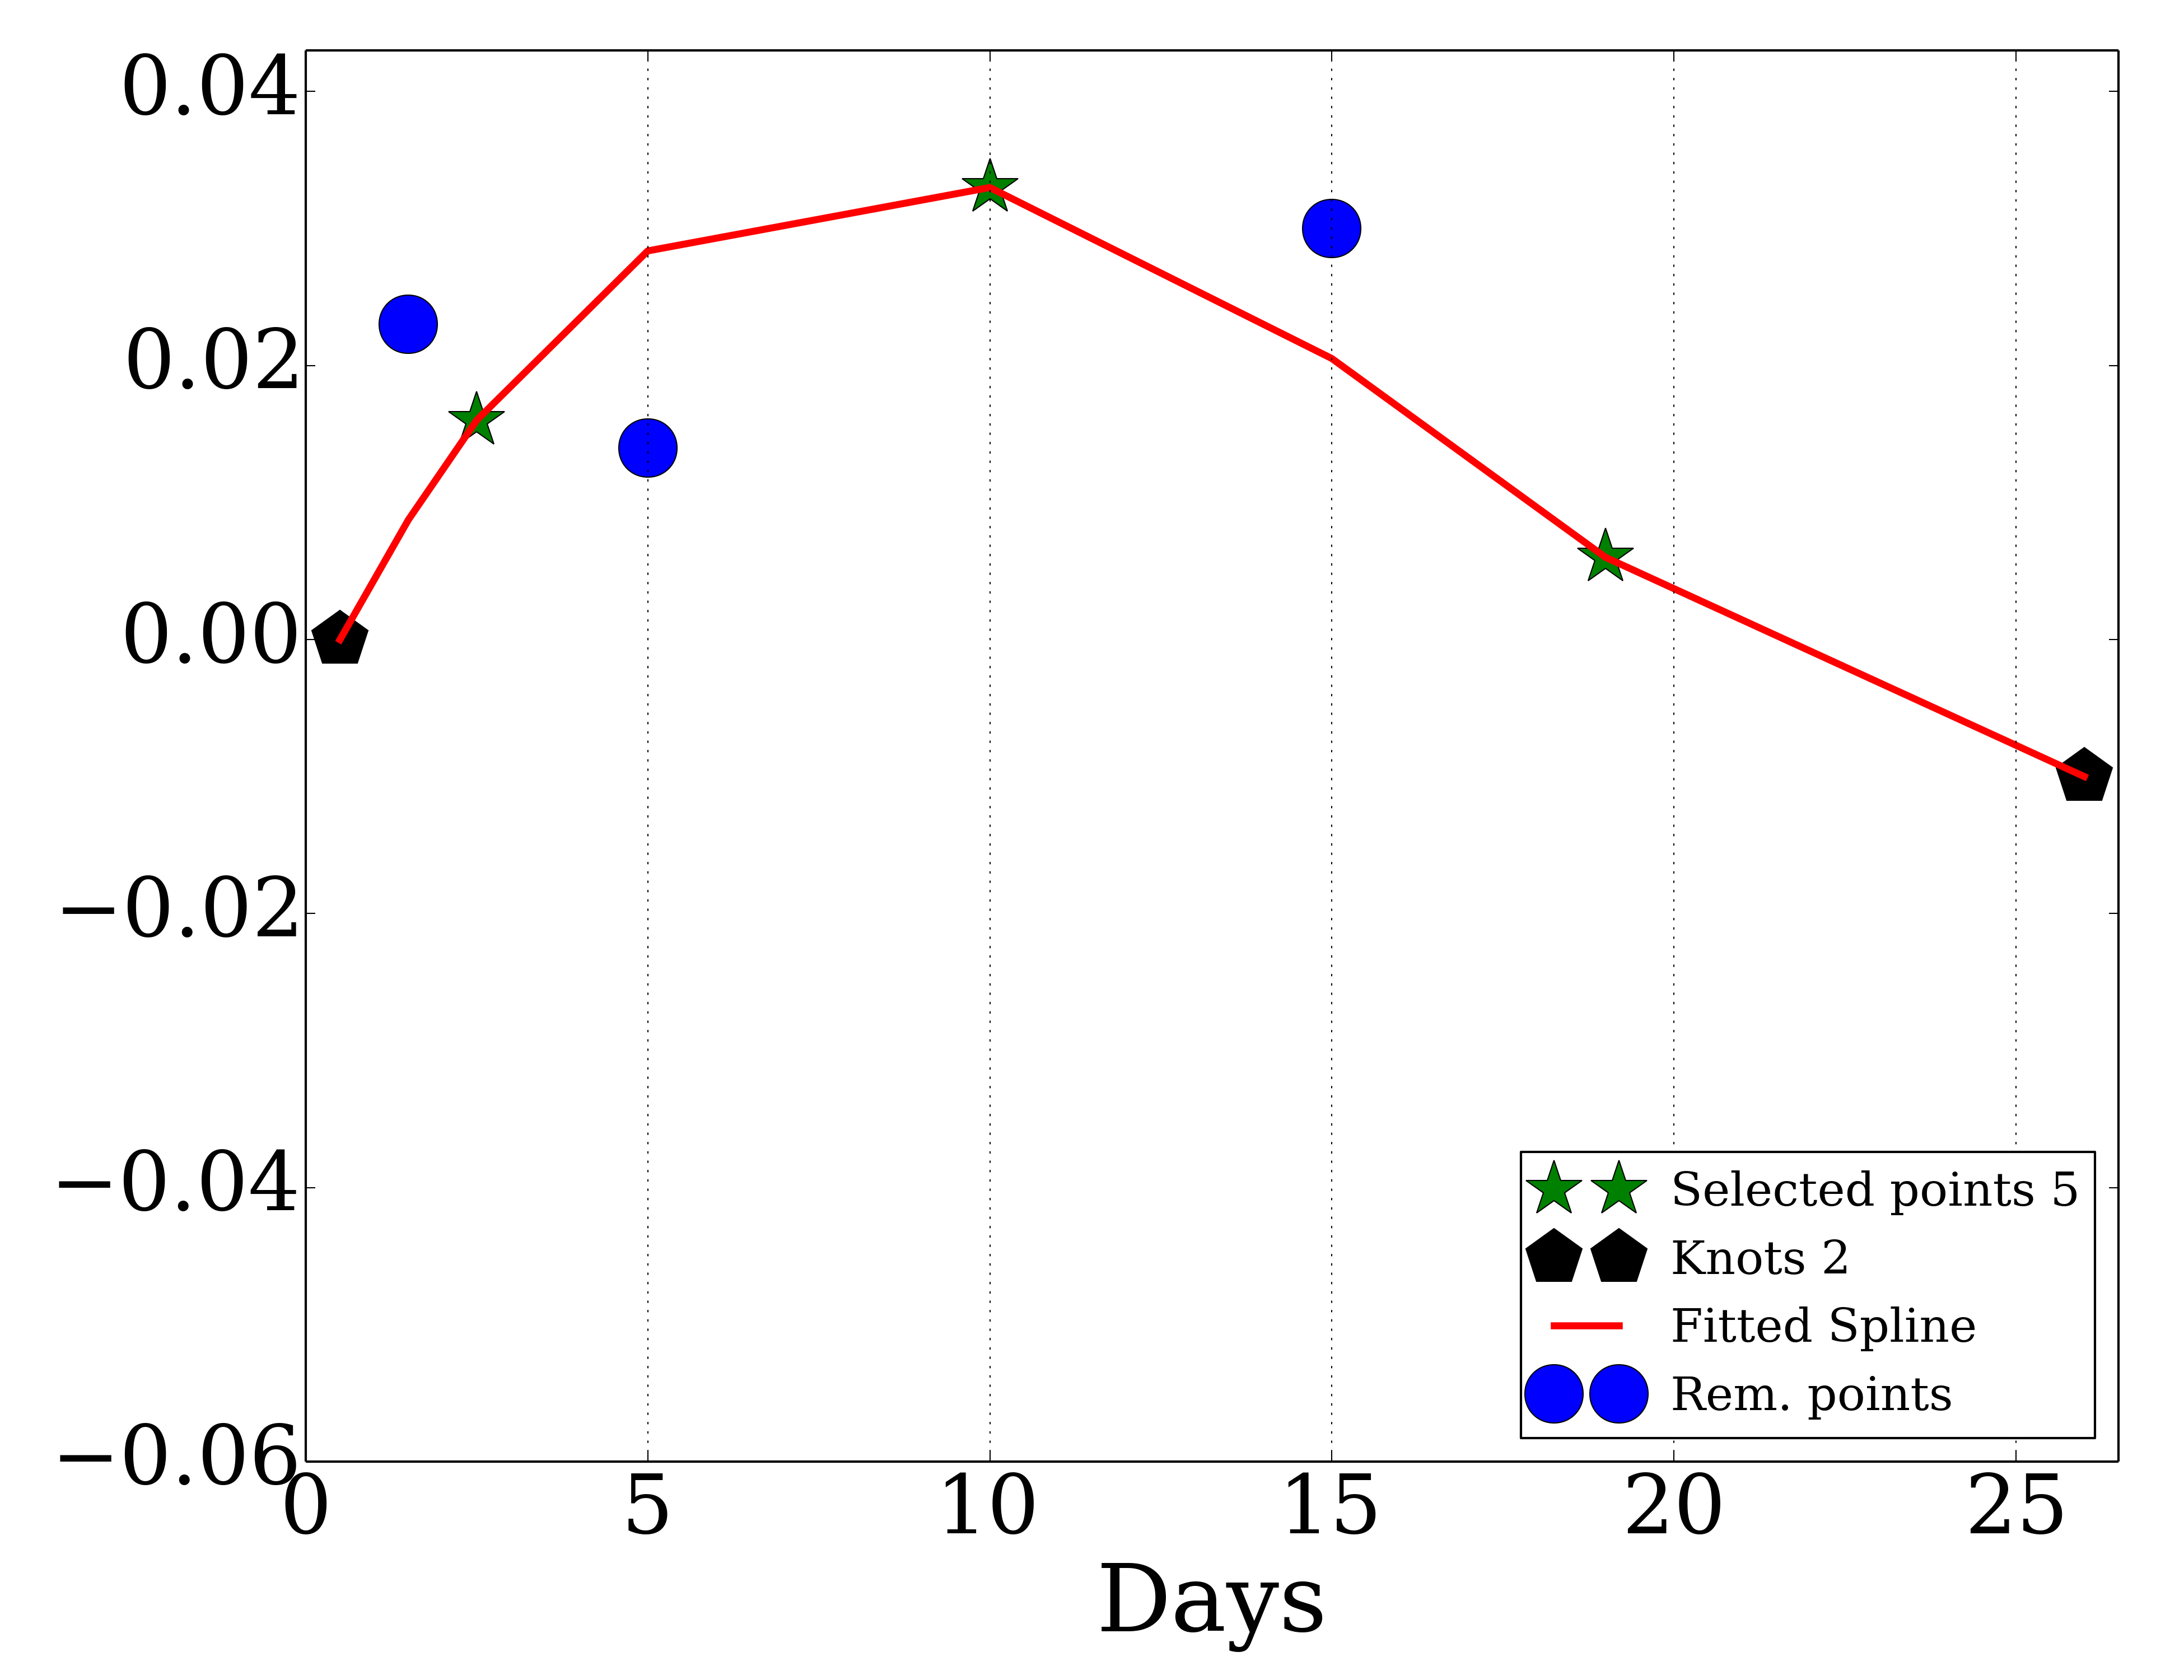 0.04
0.02
0.00
−0.02
−0.04
−0.06
0 5 10 15 20 25
Days
Selected points 5
Knots 2
Fitted Spline
Rem. points